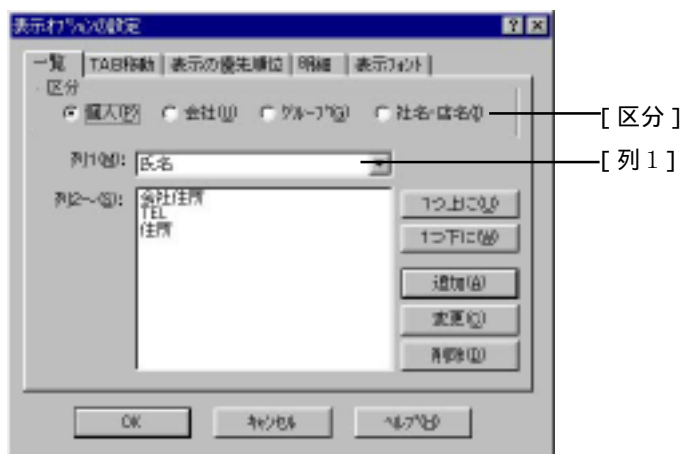 表示ｵﾌﾟｼｮﾝの設定
一覧 TAB移動 表示の優先順位 明細 表示ﾌｫﾝﾄ
区分
個人(P) 会社(U) ｸﾞﾙｰﾌﾟ(G) 社名･店名(I)
[ 区分 ]
列1(M): 氏名
[ 列１ ]
列2～(S): 会社住所
TEL
住所
1つ上に(J)
1つ下に(W)
追加(A)
変更(C)
削除(D)
OK ｷｬﾝｾﾙ ﾍﾙﾌﾟ(H)